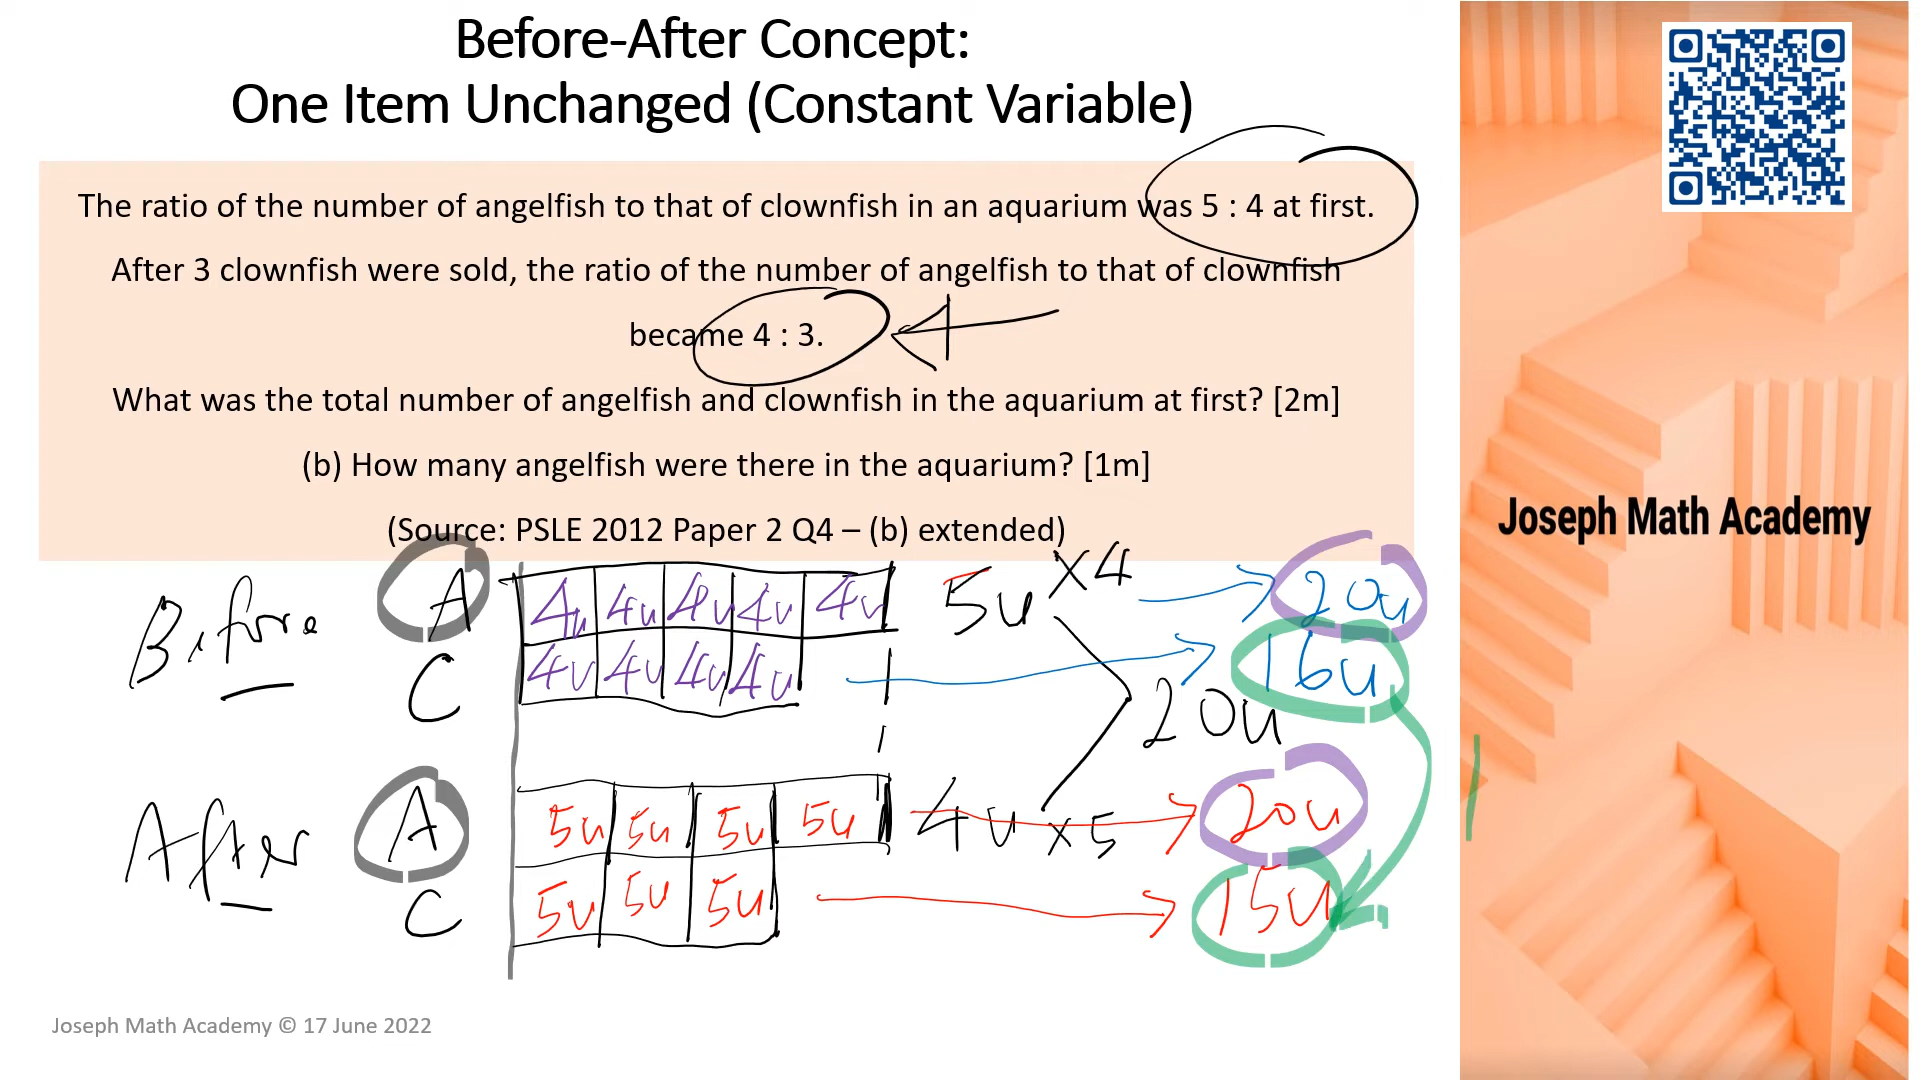 Before-After Concept:
One Item Unchanged (Constant Variable)
The ratio of the number of angelfish to that of clownfish in an aquarium was 5 : 4 at first.
After 3 clownfish were sold, the ratio of the number of angelfish to that of clownfish
became 4 : 3.
What was the total number of angelfish and clownfish in the aquarium at first? [2m]
(b) How many angelfish were there in the aquarium? [1m]
(Source: PSLE 2012 Paper 2 Q4 – (b) extended)
Joseph Math Academy
Before A 4u 4u 4u 4u 4u 5u ×4 20u
C 4u 4u 4u 4u 16u
20u
After A 5u 5u 5u 5u 4u ×5 20u
C 5u 5u 5u 15u
Joseph Math Academy © 17 June 2022